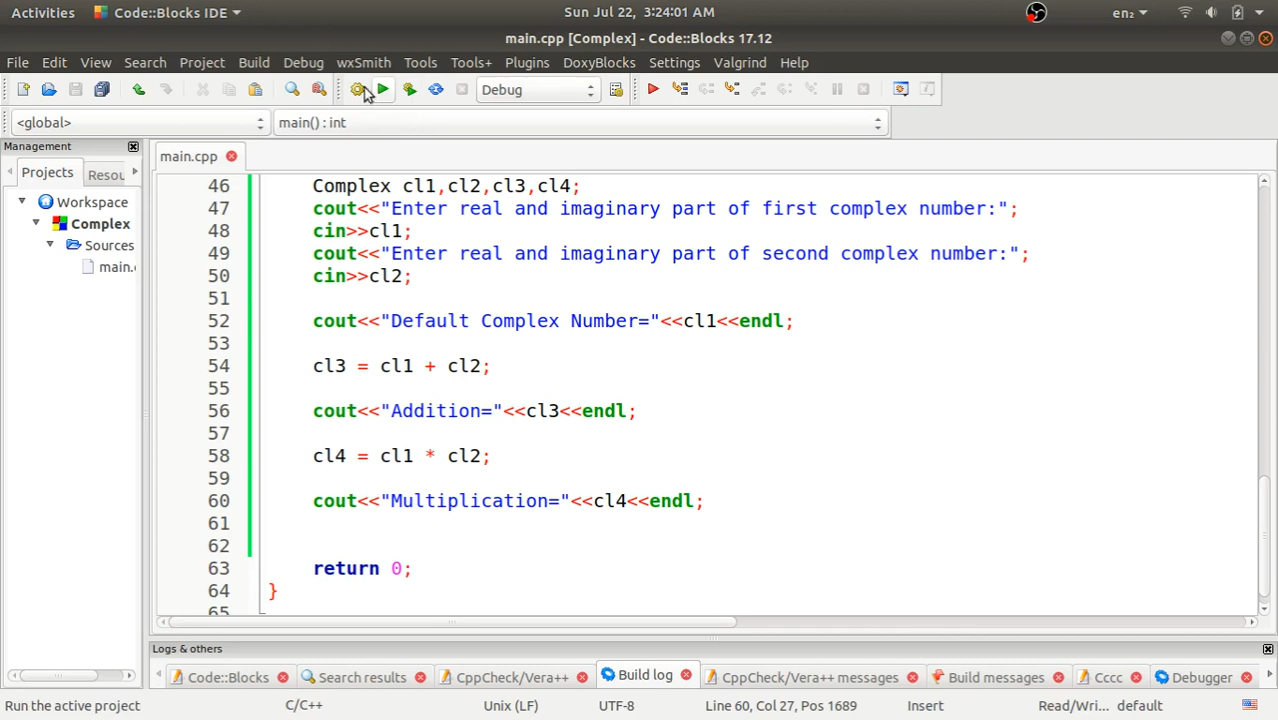 Activities Code::Blocks IDE Sun Jul 22, 3:24:01 AM en₂
main.cpp [Complex] - Code::Blocks 17.12
File Edit View Search Project Build Debug wxSmith Tools Tools+ Plugins DoxyBlocks Settings Valgrind Help
Debug
<global> main() : int
Management
main.cpp
Projects Resou
Workspace
Complex
Sources
main.c
46 Complex cl1,cl2,cl3,cl4;
47 cout<<"Enter real and imaginary part of first complex number:";
48 cin>>cl1;
49 cout<<"Enter real and imaginary part of second complex number:";
50 cin>>cl2;
51
52 cout<<"Default Complex Number="<<cl1<<endl;
53
54 cl3 = cl1 + cl2;
55
56 cout<<"Addition="<<cl3<<endl;
57
58 cl4 = cl1 * cl2;
59
60 cout<<"Multiplication="<<cl4<<endl;
61
62
63 return 0;
64 }
65
Logs & others
Code::Blocks Search results CppCheck/Vera++ Build log CppCheck/Vera++ messages Build messages Cccc Debugger
Run the active project C/C++ Unix (LF) UTF-8 Line 60, Col 27, Pos 1689 Insert Read/Wri... default